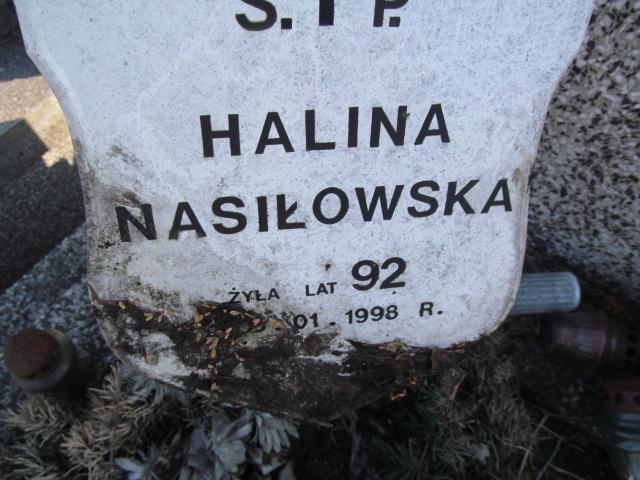 Ś. † P.
HALINA
NASIŁOWSKA
ŻYŁA LAT 92
01.1998 R.